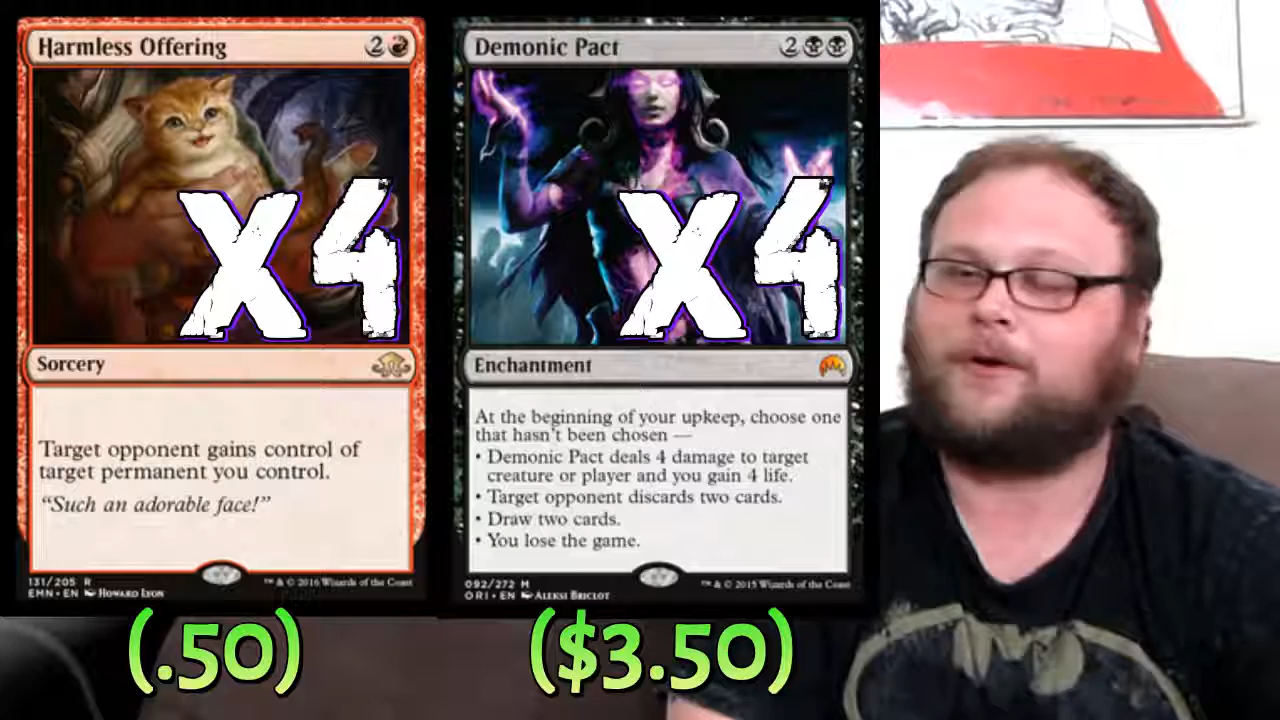 Harmless Offering 2
X4
Sorcery
Target opponent gains control of
target permanent you control.
“Such an adorable face!”
131/205 R
EMN • EN Howard Lyon
™ & © 2016 Wizards of the Coast
(.50)
Demonic Pact 2
X4
Enchantment
At the beginning of your upkeep, choose one
that hasn't been chosen —
• Demonic Pact deals 4 damage to target
creature or player and you gain 4 life.
• Target opponent discards two cards.
• Draw two cards.
• You lose the game.
092/272 M
ORI • EN Aleksi Briclot
™ & © 2015 Wizards of the Coast
($3.50)